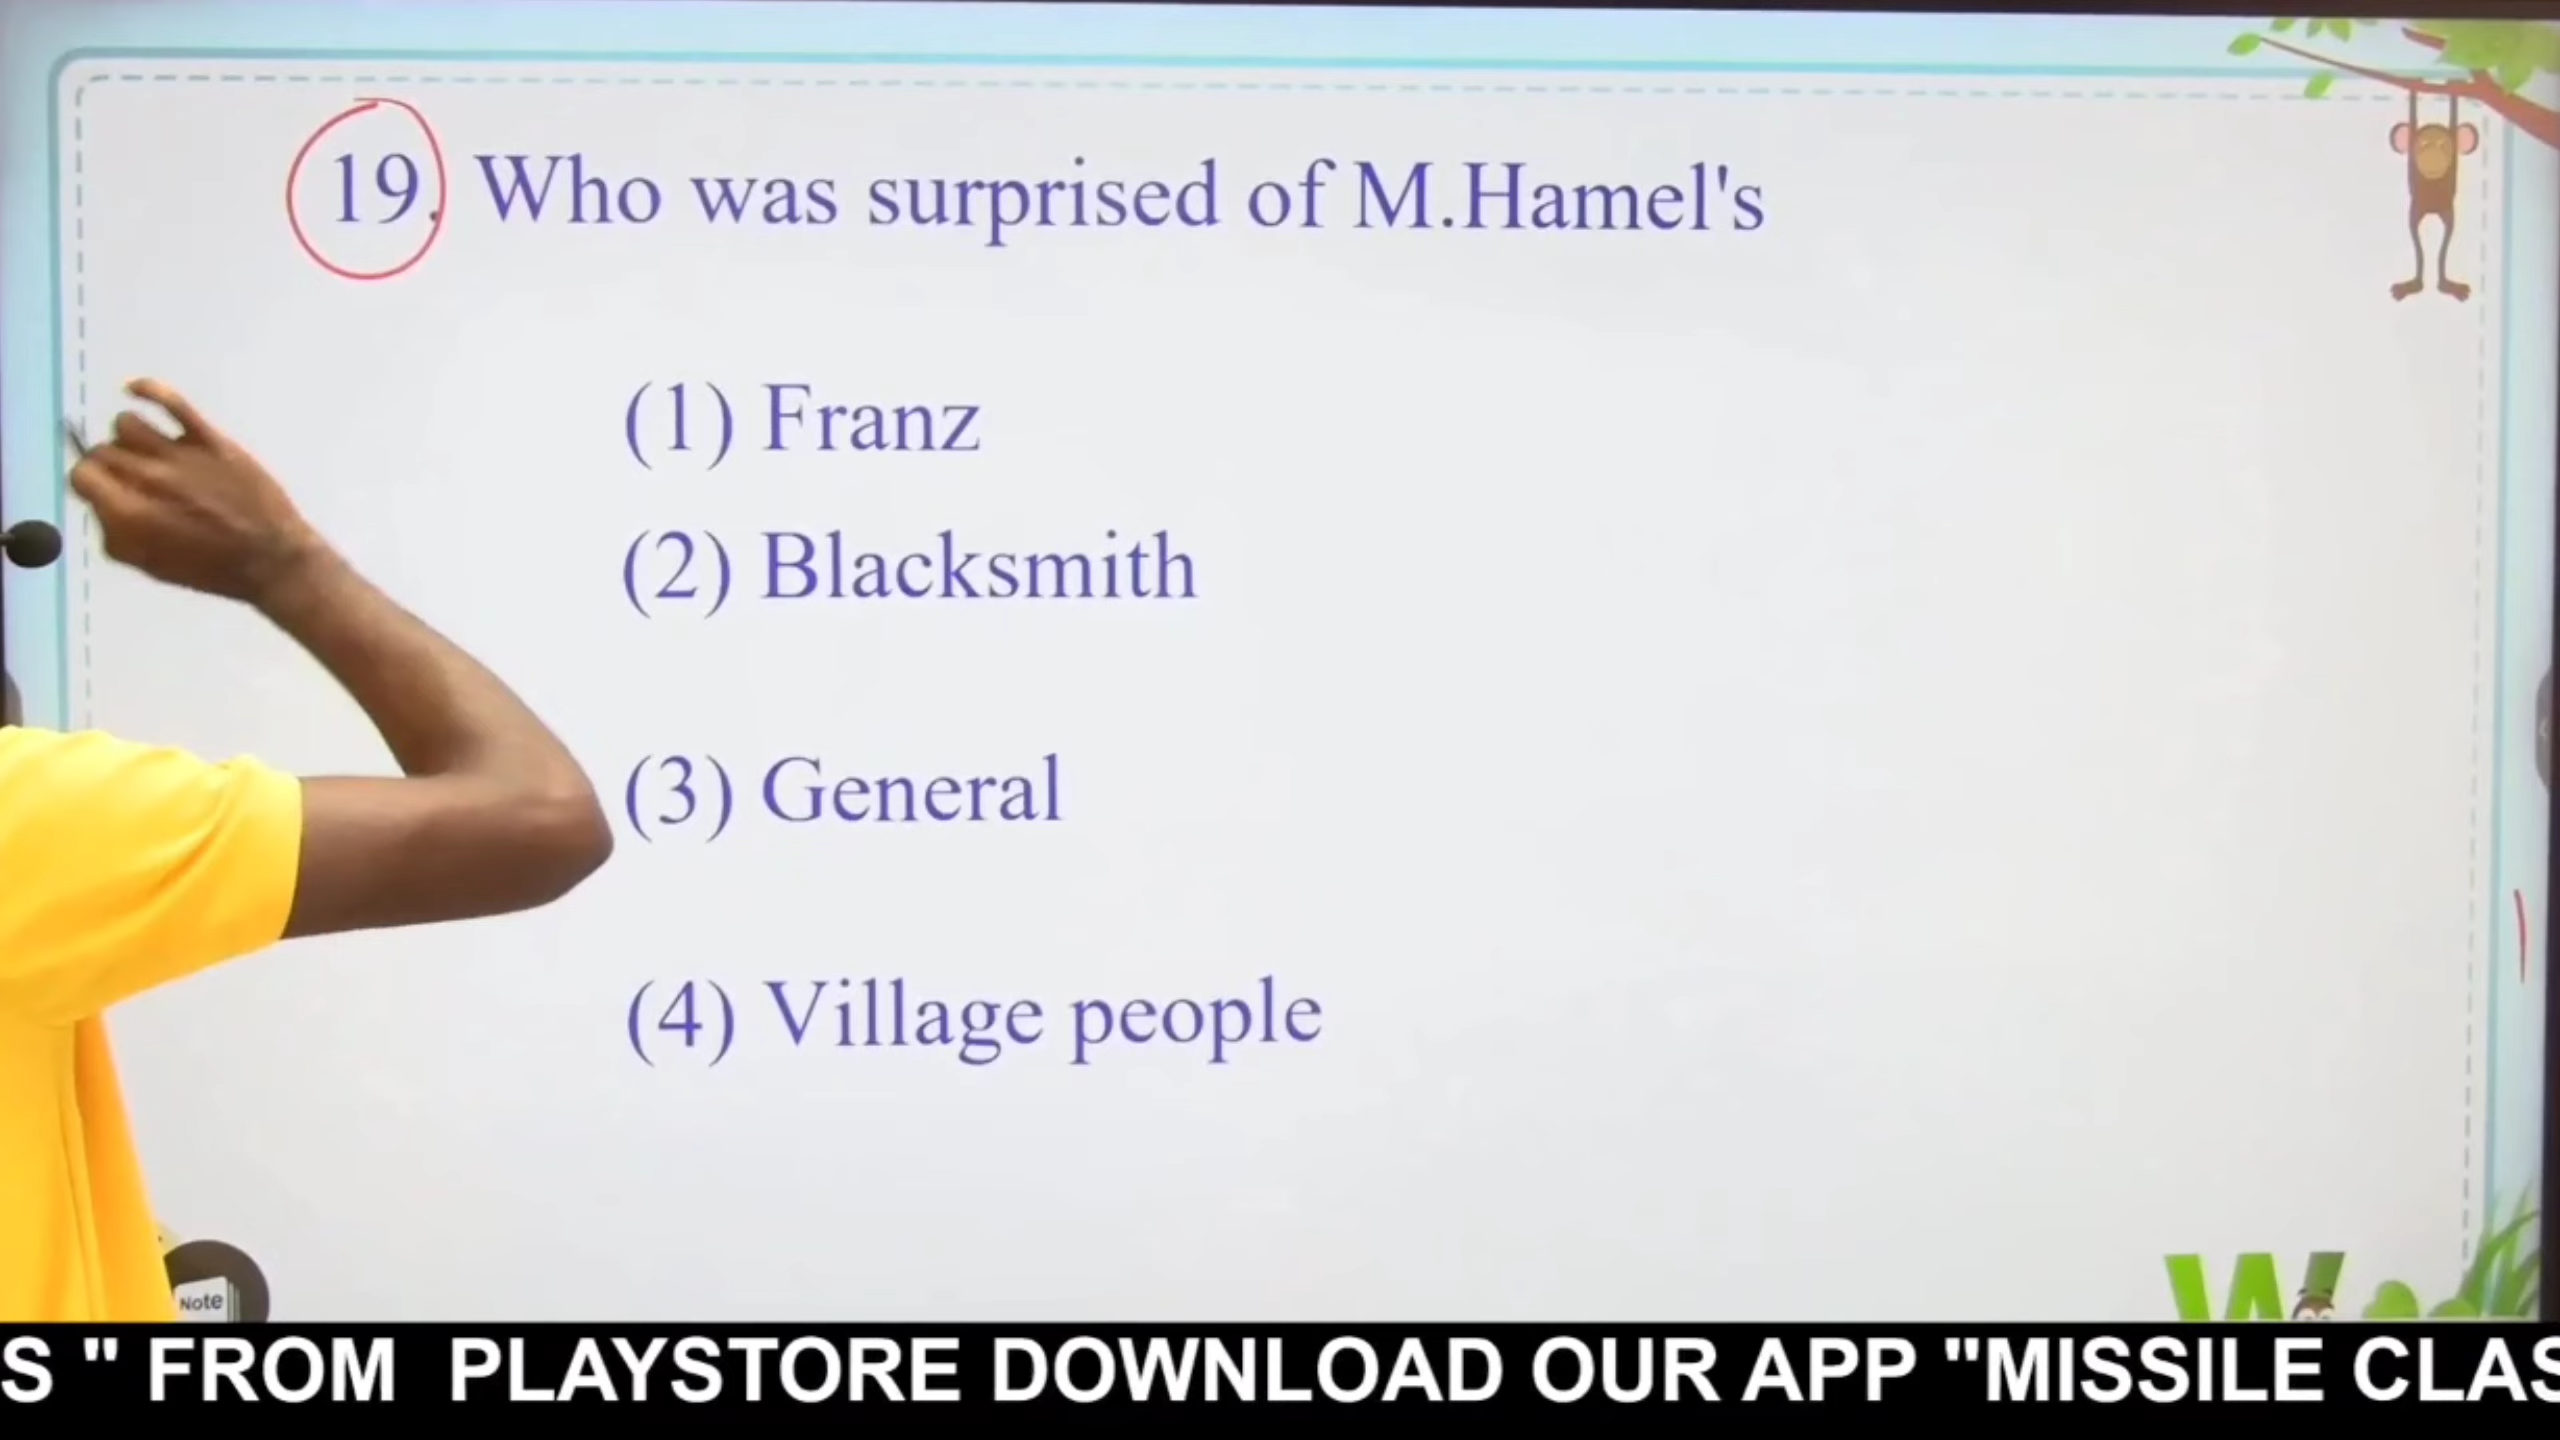 19. Who was surprised of M.Hamel's
(1) Franz
(2) Blacksmith
(3) General
(4) Village people
Note
W
S " FROM PLAYSTORE DOWNLOAD OUR APP "MISSILE CLAS